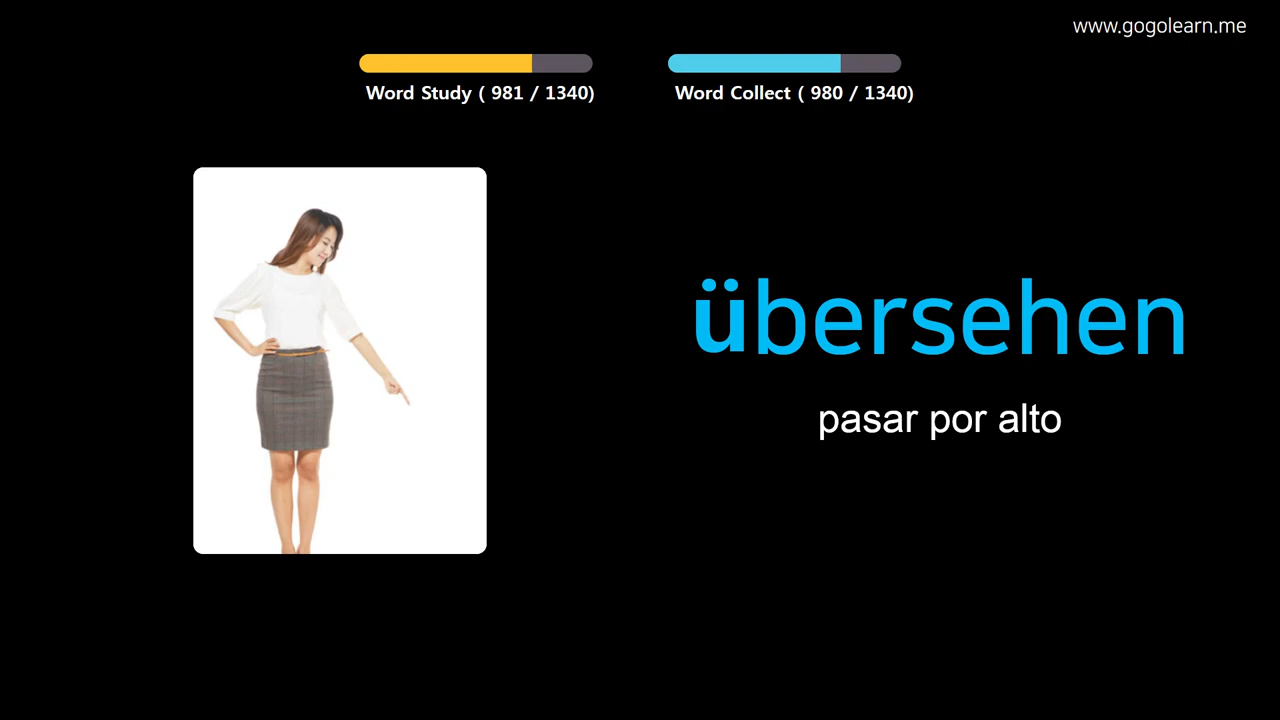 www.gogolearn.me
Word Study ( 981 / 1340)
Word Collect ( 980 / 1340)
übersehen
pasar por alto